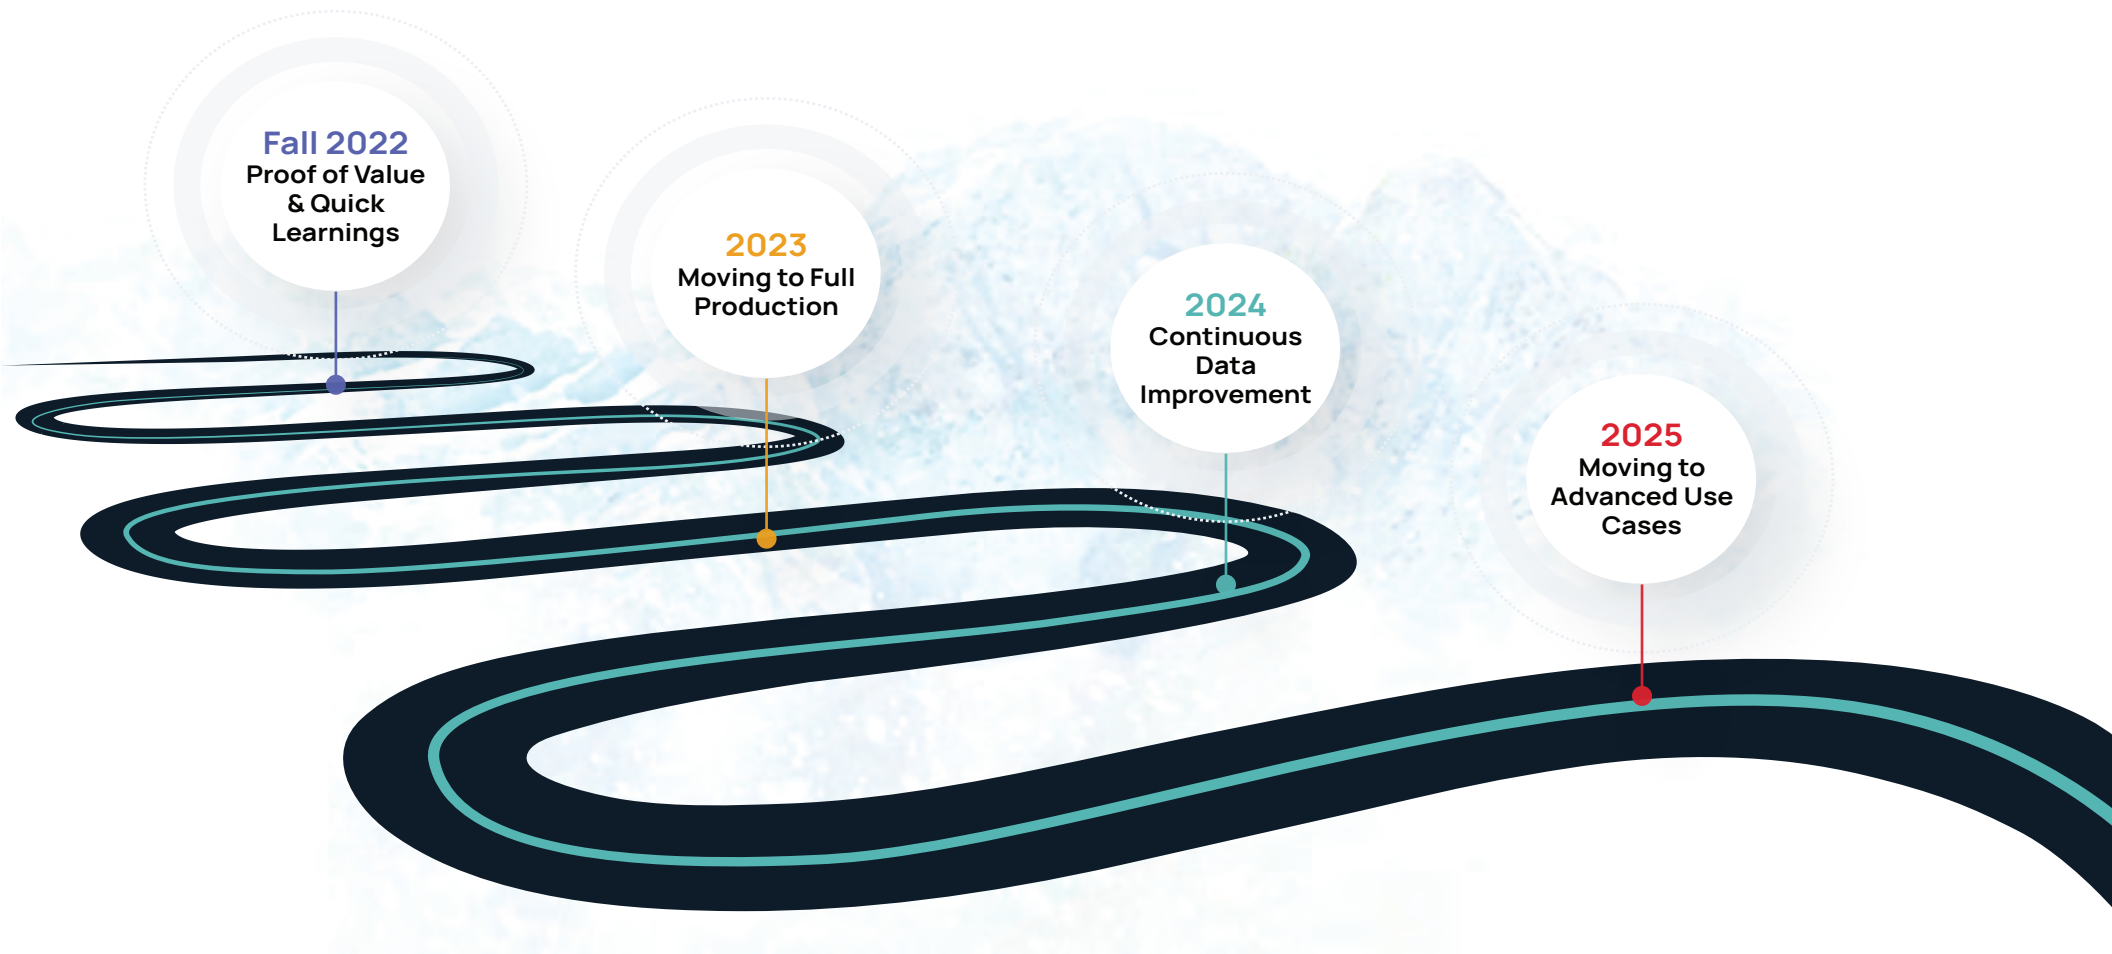 Fall 2022
Proof of Value
& Quick
Learnings
2023
Moving to Full
Production
2024
Continuous
Data
Improvement
2025
Moving to
Advanced Use
Cases